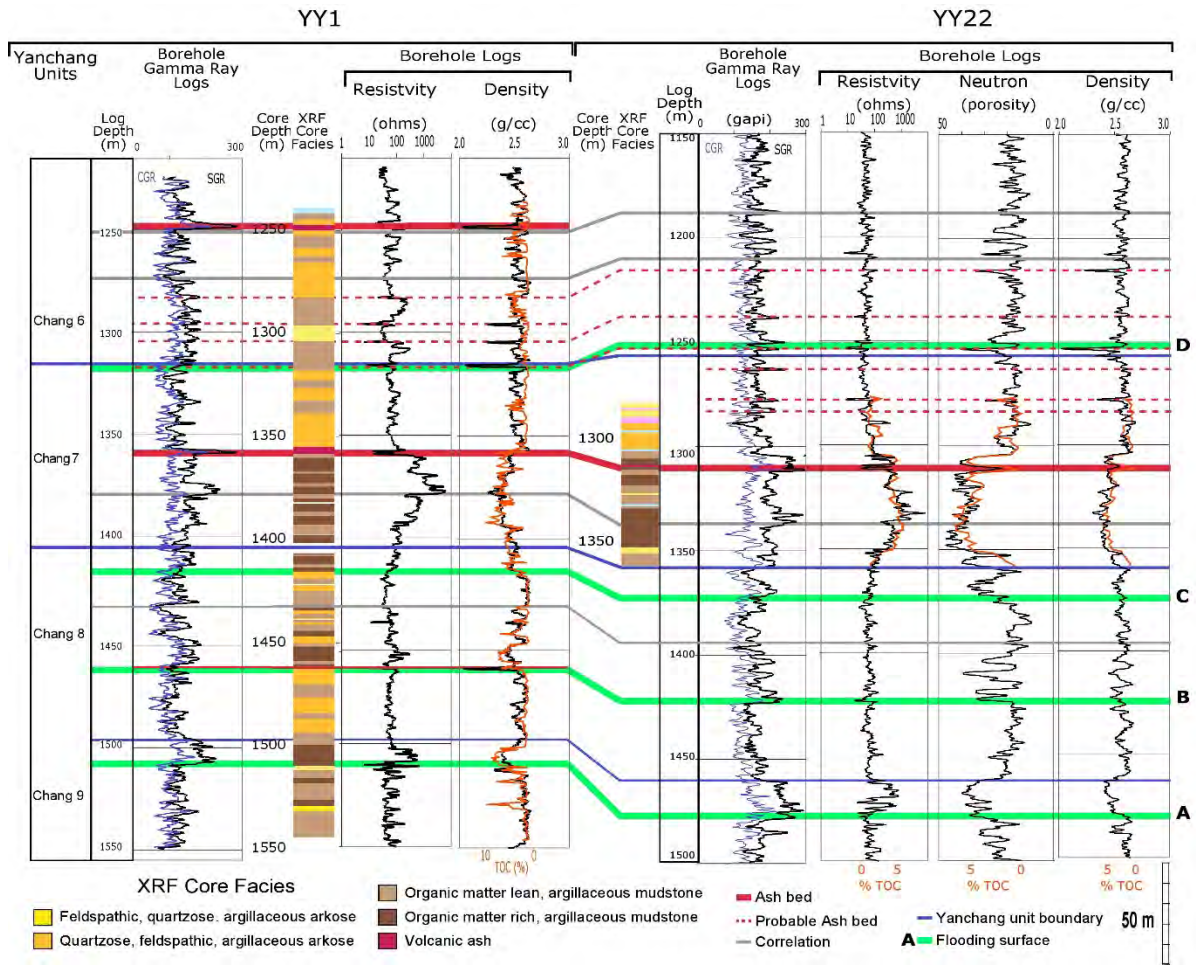 YY1
YY22
Yanchang
Units
Borehole
Gamma Ray
Logs
Borehole Logs
Resistvity
Density
Borehole
Gamma Ray
Logs
Borehole Logs
Resistvity
Neutron
Density
Log
Depth
(m)
Core
Depth
(m)
XRF
Core
Facies
(ohms)
(g/cc)
Core
Depth
(m)
XRF
Core
Facies
Log
Depth
(m)
(gapi)
(ohms)
(porosity)
(g/cc)
0 300
1 10 100 1000
2.0 2.5 3.0
0 300
1 10 100 1000
50 0
2.0 2.5 3.0
CGR
SGR
CGR
SGR
Chang 6
Chang7
Chang 8
Chang 9
1250
1300
1350
1400
1450
1500
1550
1250
1300
1350
1400
1450
1500
1550
1300
1350
1150
1200
1250
1300
1350
1400
1450
1500
D
C
B
A
10 0
TOC (%)
0 5
% TOC
5 0
% TOC
5 0
% TOC
XRF Core Facies
Feldspathic, quartzose, argillaceous arkose
Quartzose, feldspathic, argillaceous arkose
Organic matter lean, argillaceous mudstone
Organic matter rich, argillaceous mudstone
Volcanic ash
Ash bed
Probable Ash bed
Correlation
Yanchang unit boundary
A Flooding surface
50 m